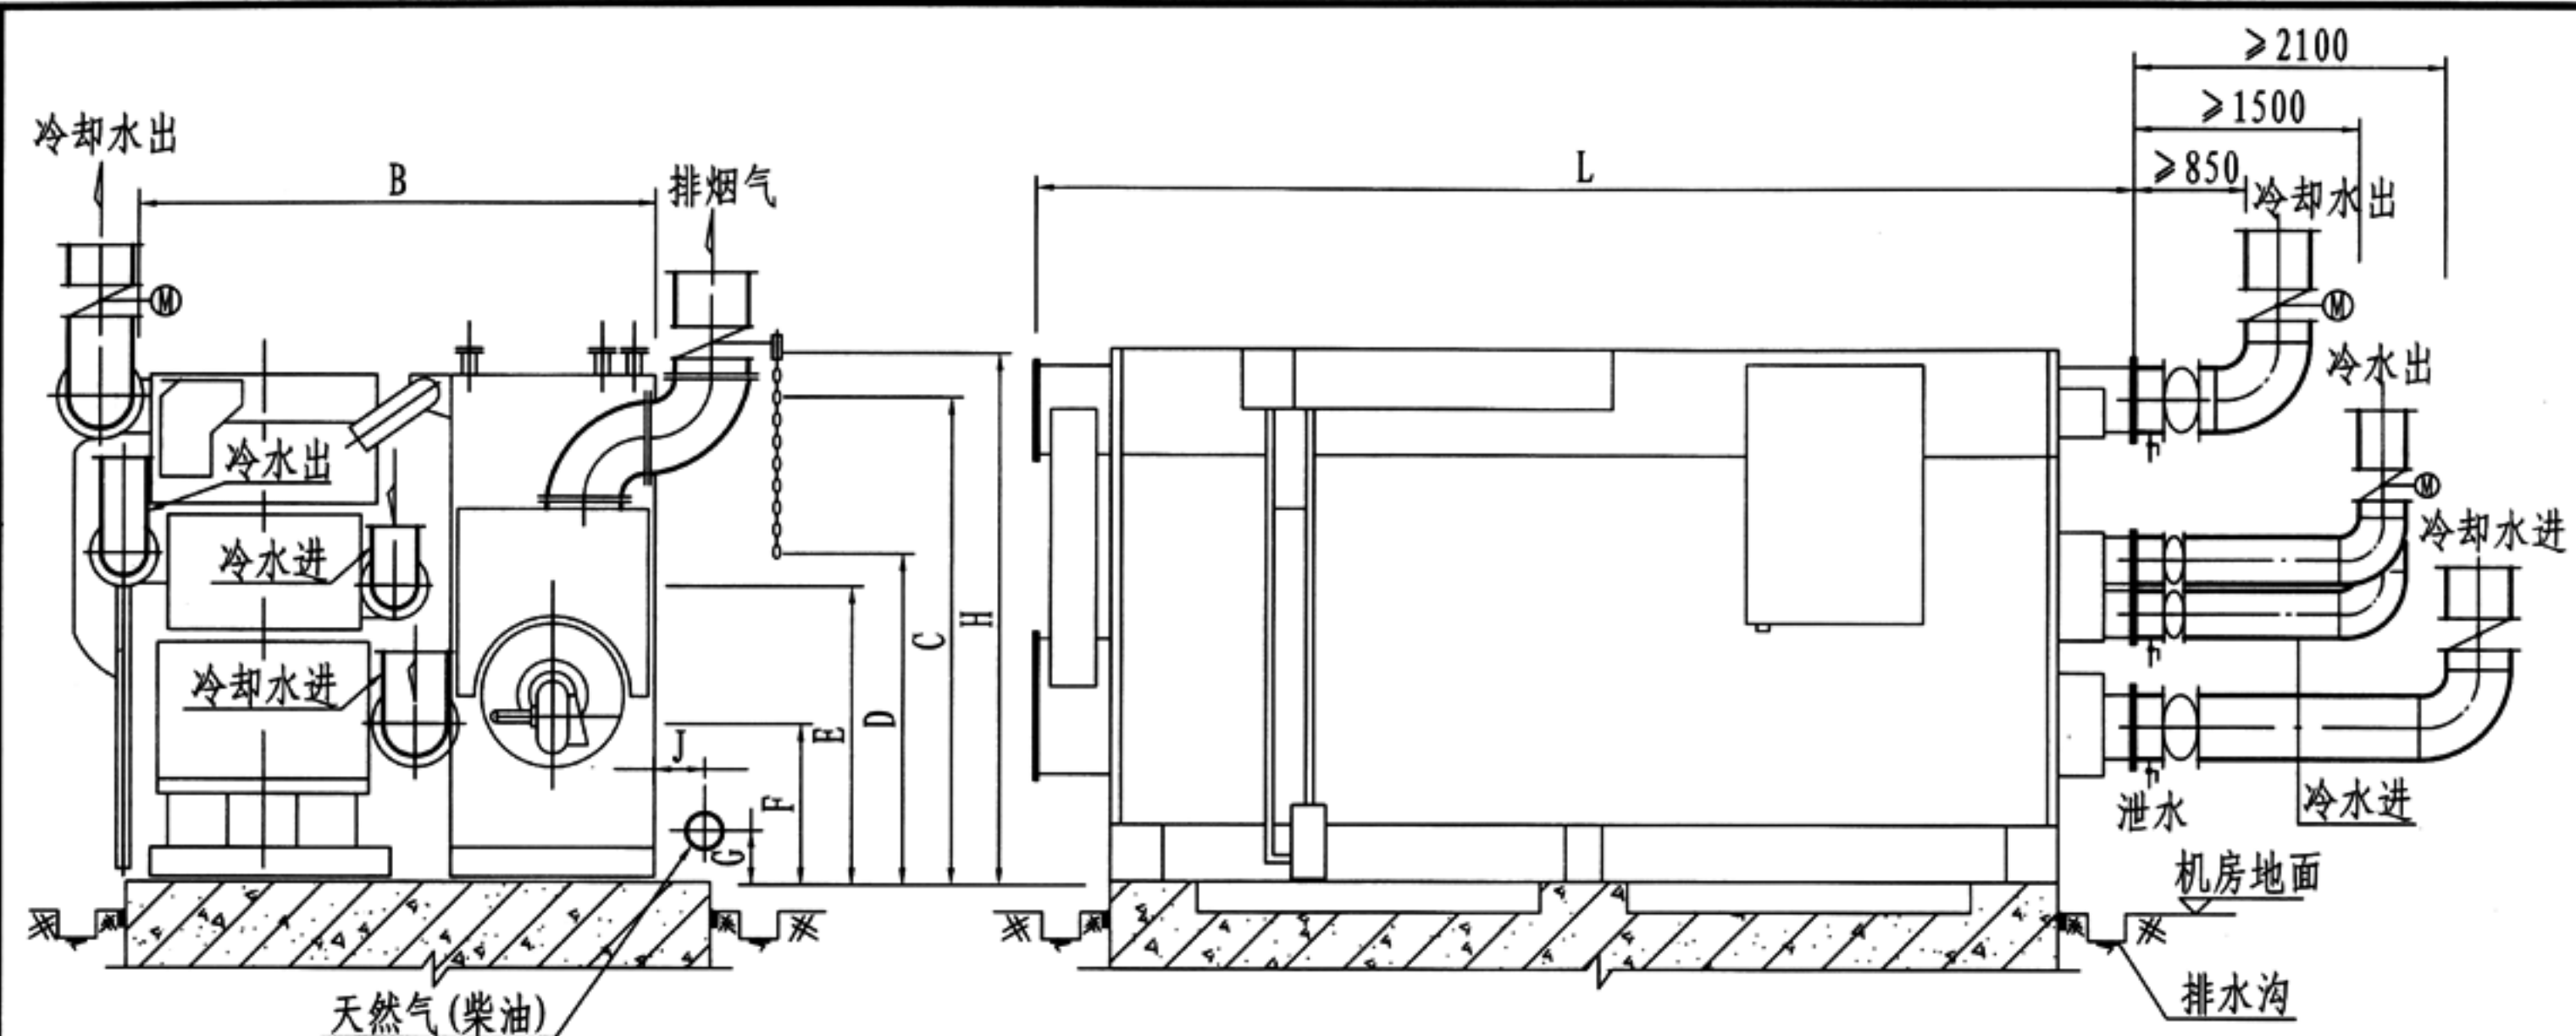 ≥2100
≥1500
≥850
冷却水出
B
排烟气
L
冷却水出
M
M
冷水出
冷水出
M
冷却水进
冷水进
冷却水进
C
H
D
E
J
F
G
泄水
冷水进
机房地面
天然气(柴油)
排水沟